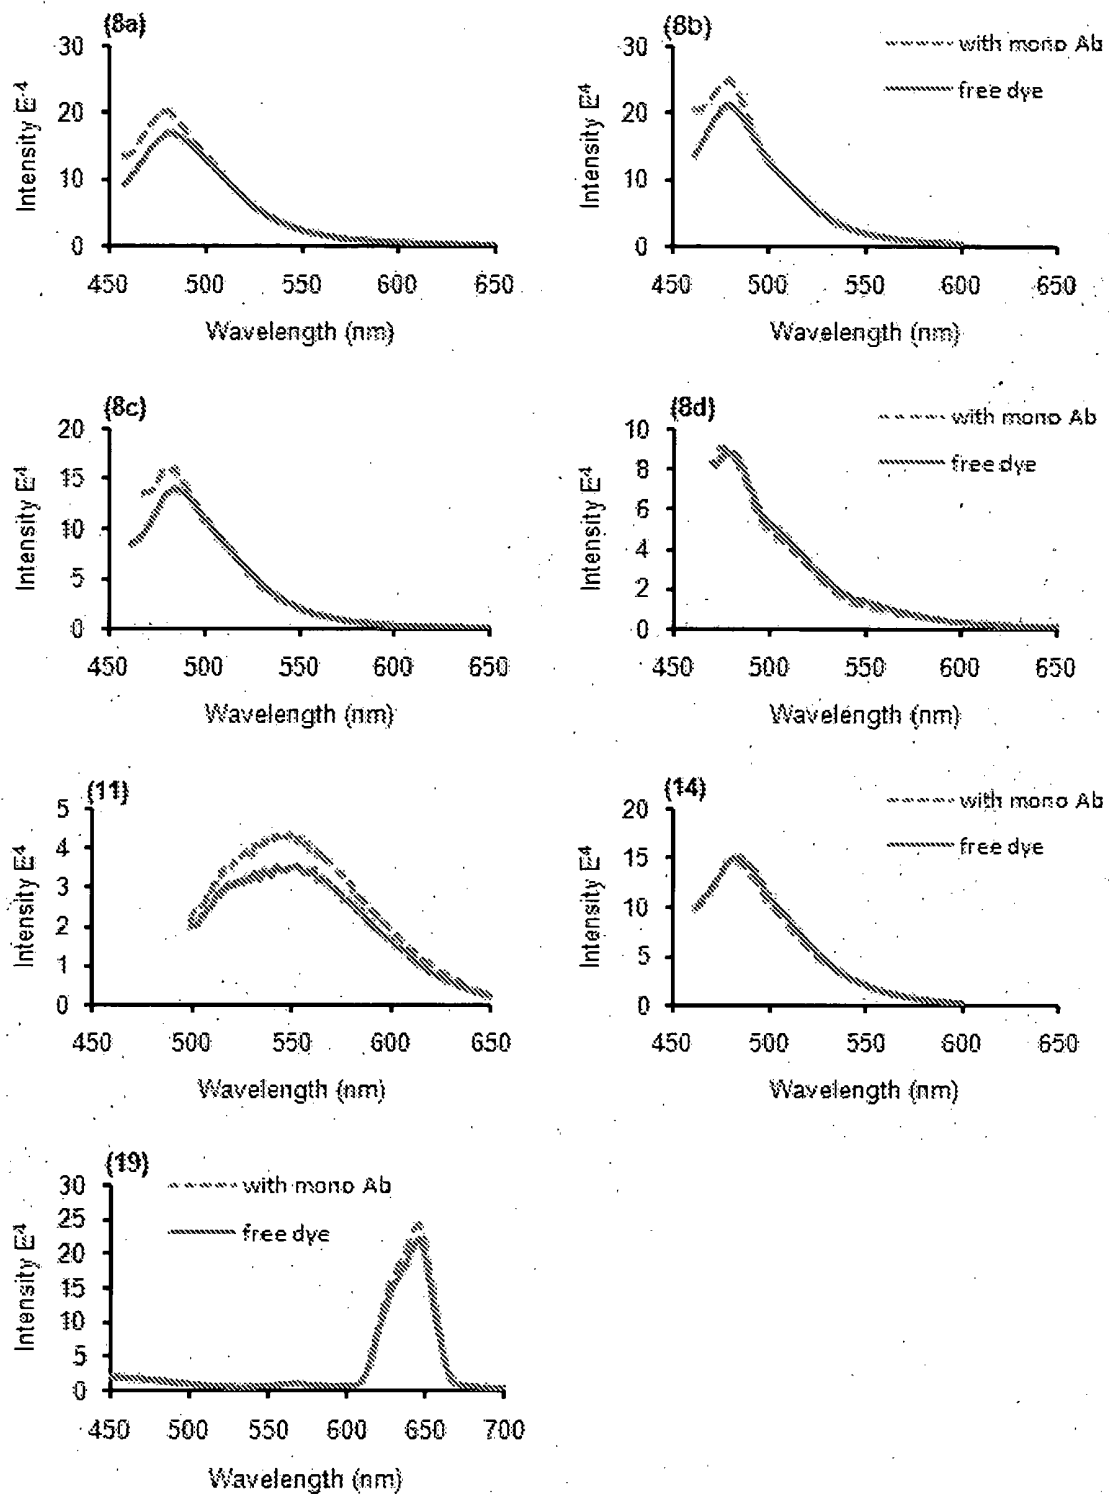 (8a)
30
20
10
0
Intensity E⁴
450 500 550 600 650
Wavelength (nm)
(8b)
30
20
10
0
Intensity E⁴
with mono Ab
free dye
450 500 550 600 650
Wavelength (nm)
(8c)
20
15
10
5
0
Intensity E⁴
450 500 550 600 650
Wavelength (nm)
(8d)
10
8
6
4
2
0
Intensity E⁴
with mono Ab
free dye
450 500 550 600 650
Wavelength (nm)
(11)
5
4
3
2
1
0
Intensity E⁴
450 500 550 600 650
Wavelength (nm)
(14)
20
15
10
5
0
Intensity E⁴
with mono Ab
free dye
450 500 550 600 650
Wavelength (nm)
(19)
30
25
20
15
10
5
0
Intensity E⁴
with mono Ab
free dye
450 500 550 600 650 700
Wavelength (nm)